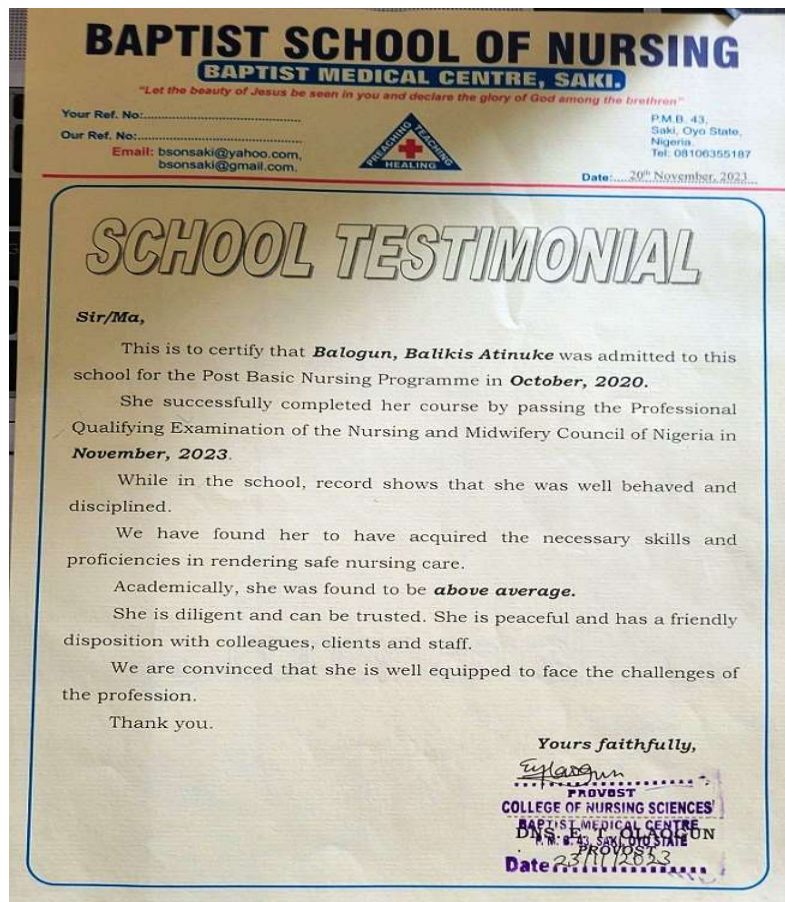 BAPTIST SCHOOL OF NURSING
BAPTIST MEDICAL CENTRE, SAKI.
"Let the beauty of Jesus be seen in you and declare the glory of God among the brethren"
Your Ref. No:
Our Ref. No:
Email: bsonsaki@yahoo.com,
bsonsaki@gmail.com,
PREACHING TEACHING
HEALING
P.M.B. 43,
Saki, Oyo State,
Nigeria.
Tel: 08106355187
Date: 20th November, 2023
SCHOOL TESTIMONIAL
Sir/Ma,
This is to certify that Balogun, Balikis Atinuke was admitted to this
school for the Post Basic Nursing Programme in October, 2020.
She successfully completed her course by passing the Professional
Qualifying Examination of the Nursing and Midwifery Council of Nigeria in
November, 2023.
While in the school, record shows that she was well behaved and
disciplined.
We have found her to have acquired the necessary skills and
proficiencies in rendering safe nursing care.
Academically, she was found to be above average.
She is diligent and can be trusted. She is peaceful and has a friendly
disposition with colleagues, clients and staff.
We are convinced that she is well equipped to face the challenges of
the profession.
Thank you.
Yours faithfully,
PROVOST
COLLEGE OF NURSING SCIENCES
BAPTIST MEDICAL CENTRE
DNS. E. T. OLAOGUN
P. M. B. 43, SAKI, OYO STATE
PROVOST
Date 23/11/2023